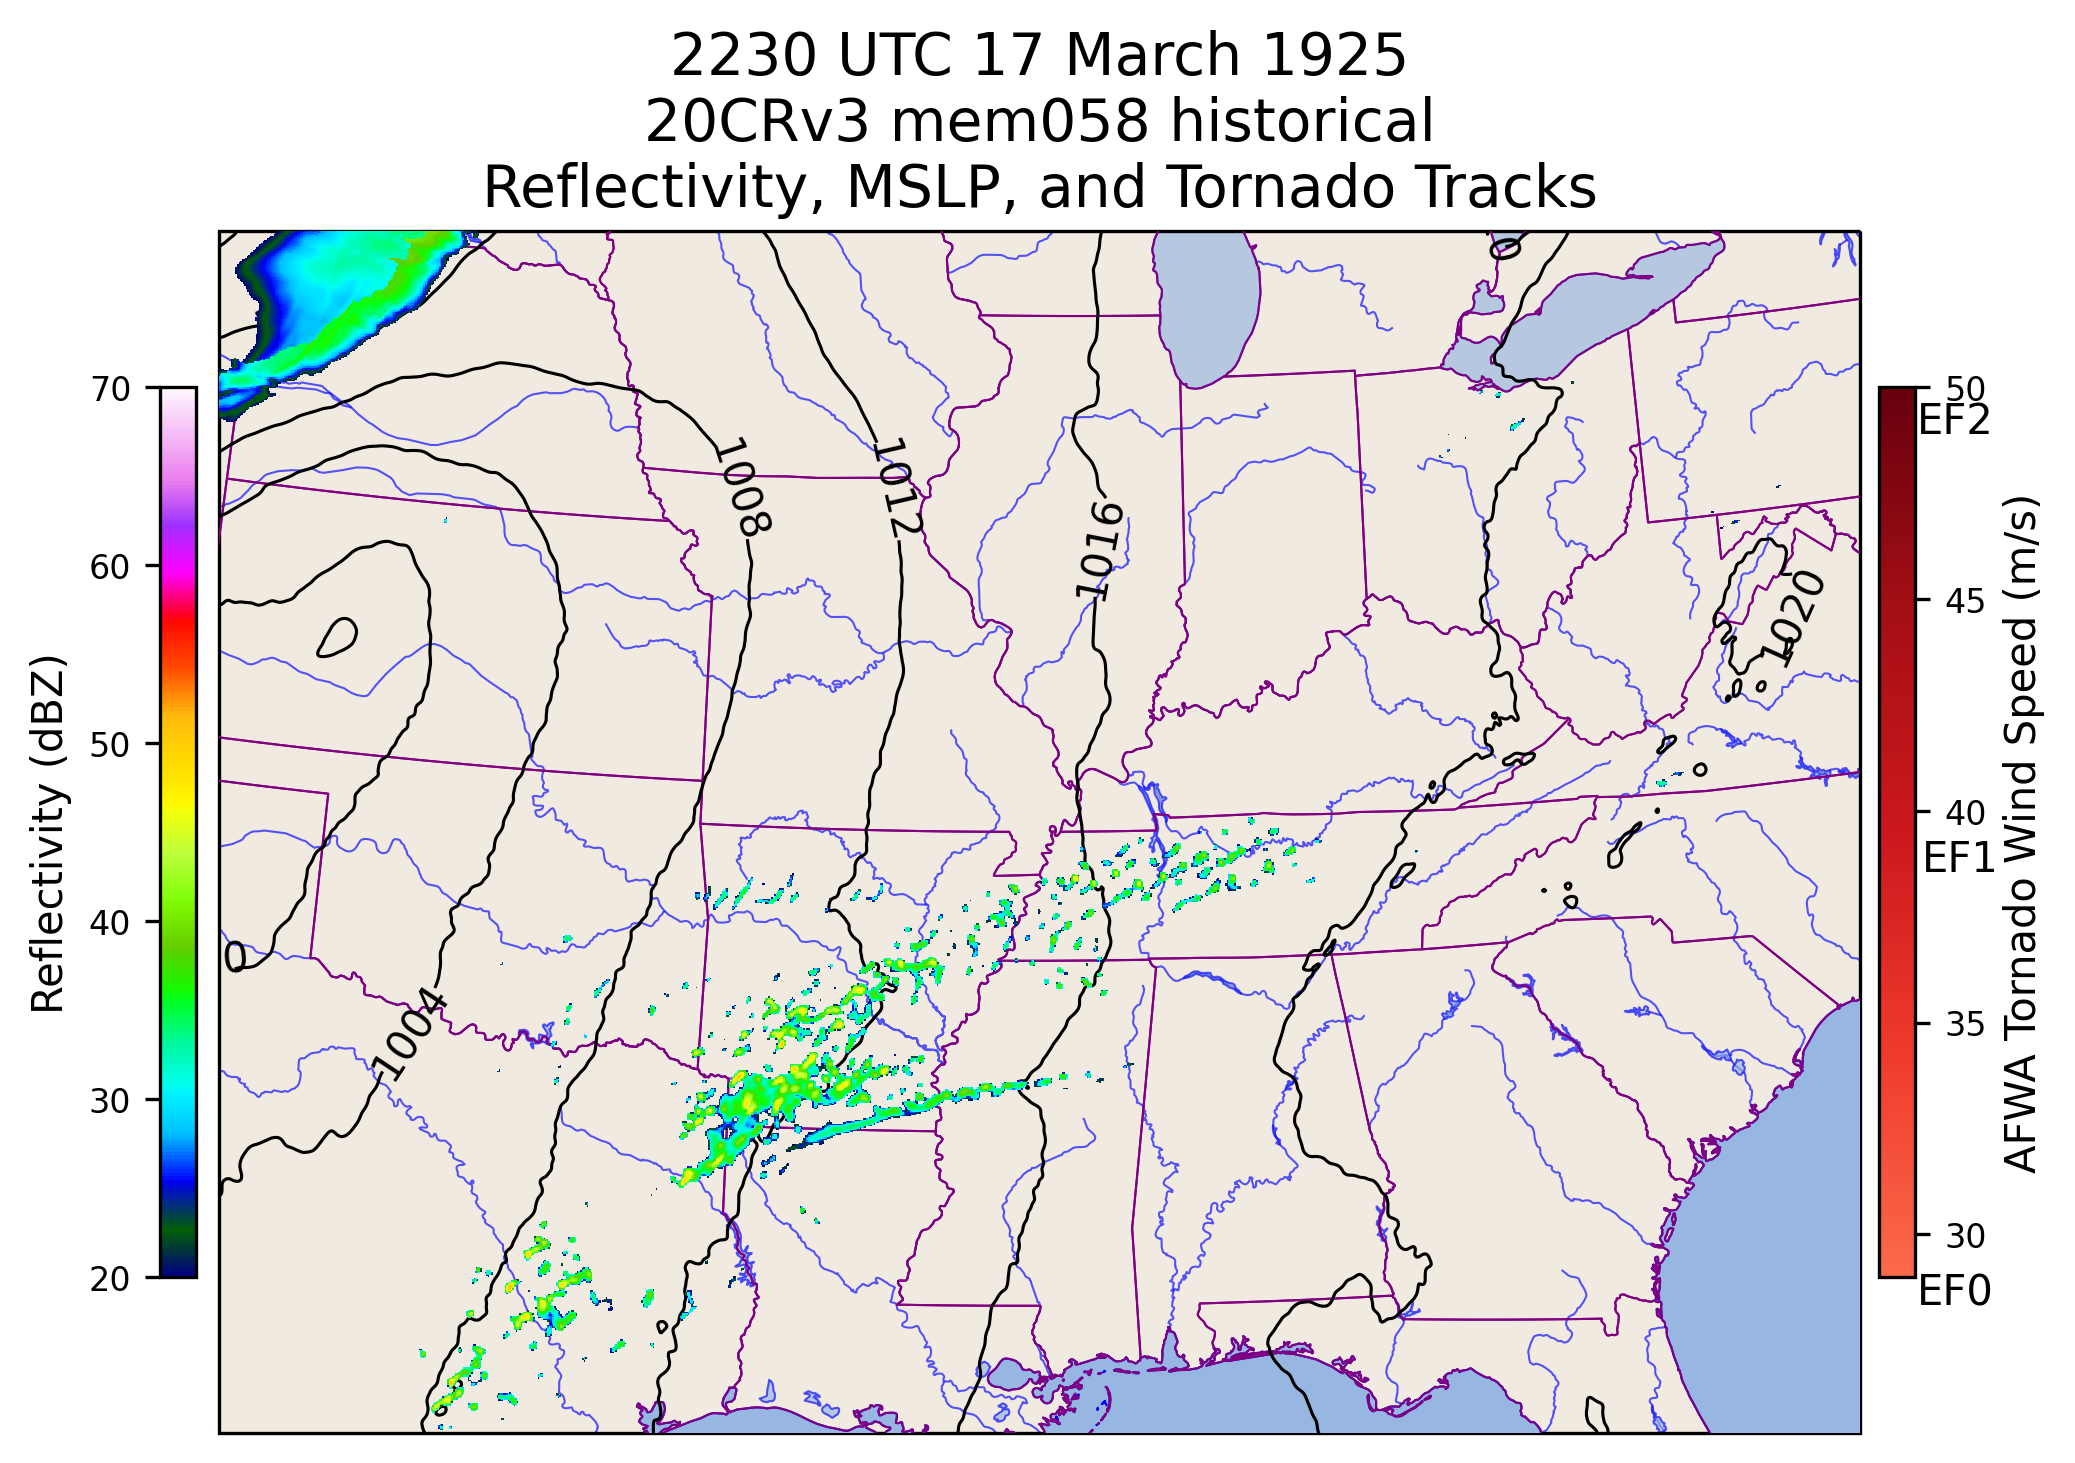 2230 UTC 17 March 1925
20CRv3 mem058 historical
Reflectivity, MSLP, and Tornado Tracks
0
70
60
50
40
30
20
Reflectivity (dBZ)
1008
1012
1016
1020
0
1004
50
EF2
45
40
EF1
35
30
EF0
AFWA Tornado Wind Speed (m/s)